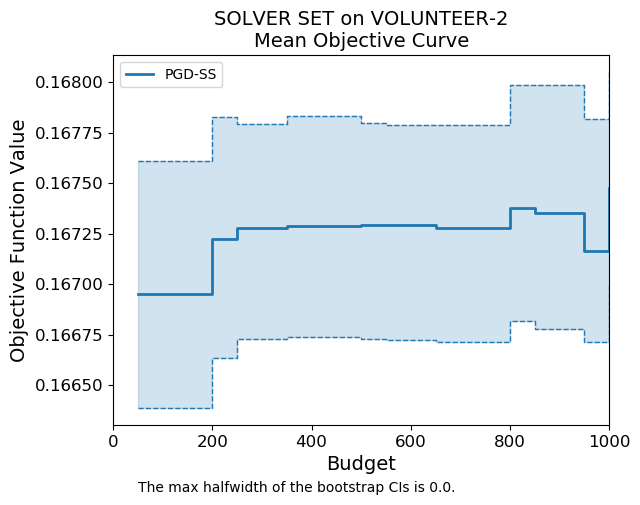 SOLVER SET on VOLUNTEER-2
Mean Objective Curve
PGD-SS
Objective Function Value
0.16800
0.16775
0.16750
0.16725
0.16700
0.16675
0.16650
0
200
400
600
800
1000
Budget
The max halfwidth of the bootstrap CIs is 0.0.